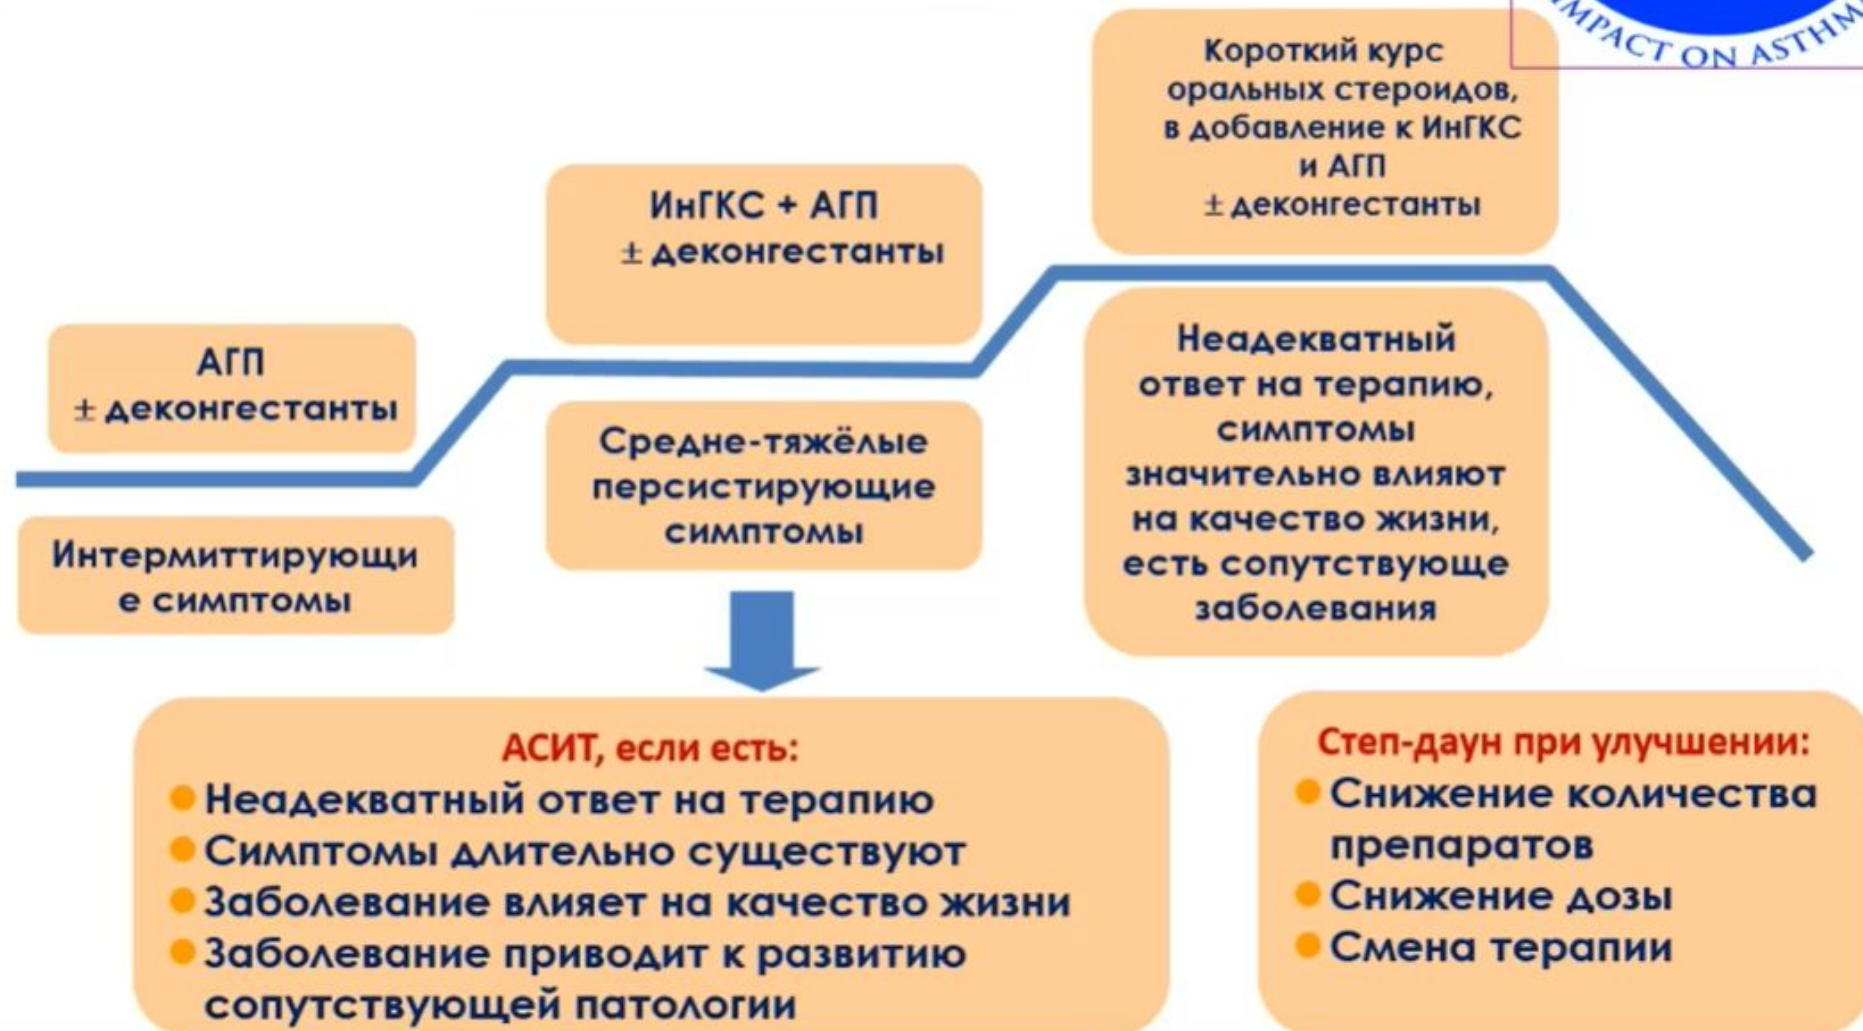 IMPACT ON ASTHM
Короткий курс
оральных стероидов,
в добавление к ИнГКС
и АГП
± деконгестанты
ИнГКС + АГП
± деконгестанты
АГП
± деконгестанты
Неадекватный
ответ на терапию,
симптомы
значительно влияют
на качество жизни,
есть сопутствующе
заболевания
Средне-тяжёлые
персистирующие
симптомы
Интермиттирующи
е симптомы
АСИТ, если есть:
Неадекватный ответ на терапию
Симптомы длительно существуют
Заболевание влияет на качество жизни
Заболевание приводит к развитию
сопутствующей патологии
Степ-даун при улучшении:
Снижение количества
препаратов
Снижение дозы
Смена терапии